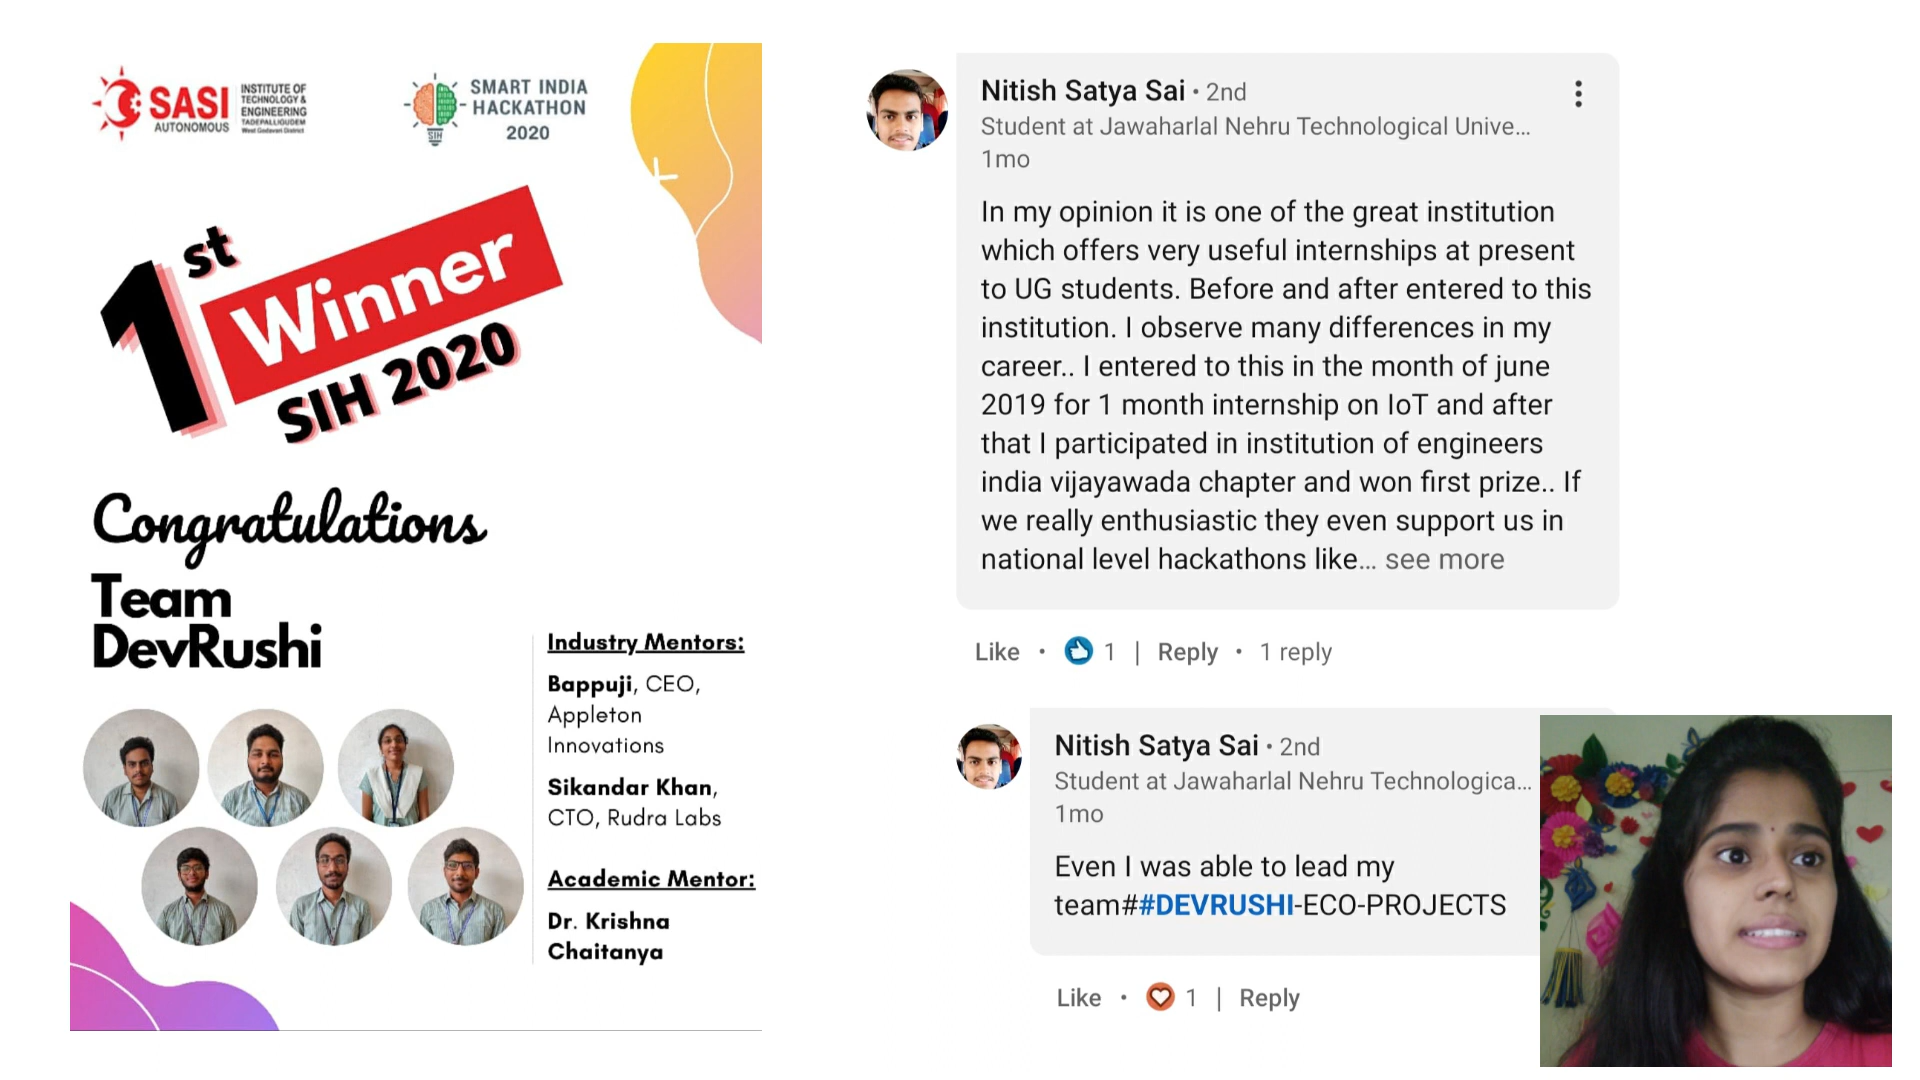 SASI
AUTONOMOUS
INSTITUTE OF
TECHNOLOGY &
ENGINEERING
TADEPALLIGUDEM
West Godavari District
SMART INDIA
HACKATHON
2020
SIH
1st
Winner
SIH 2020
Congratulations
Team
DevRushi
Industry Mentors:
Bappuji, CEO,
Appleton
Innovations
Sikandar Khan,
CTO, Rudra Labs
Academic Mentor:
Dr. Krishna
Chaitanya
Nitish Satya Sai • 2nd
Student at Jawaharlal Nehru Technological Unive...
1mo
In my opinion it is one of the great institution
which offers very useful internships at present
to UG students. Before and after entered to this
institution. I observe many differences in my
career.. I entered to this in the month of june
2019 for 1 month internship on IoT and after
that I participated in institution of engineers
india vijayawada chapter and won first prize.. If
we really enthusiastic they even support us in
national level hackathons like... see more
Like • 1 | Reply • 1 reply
Nitish Satya Sai • 2nd
Student at Jawaharlal Nehru Technologica...
1mo
Even I was able to lead my
team##DEVRUSHI-ECO-PROJECTS
Like • 1 | Reply